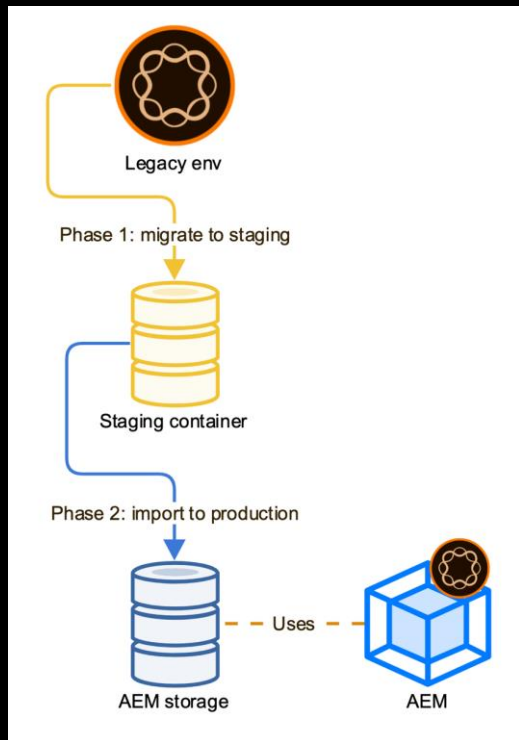 Legacy env
Phase 1: migrate to staging
Staging container
Phase 2: import to production
Uses
AEM storage
AEM